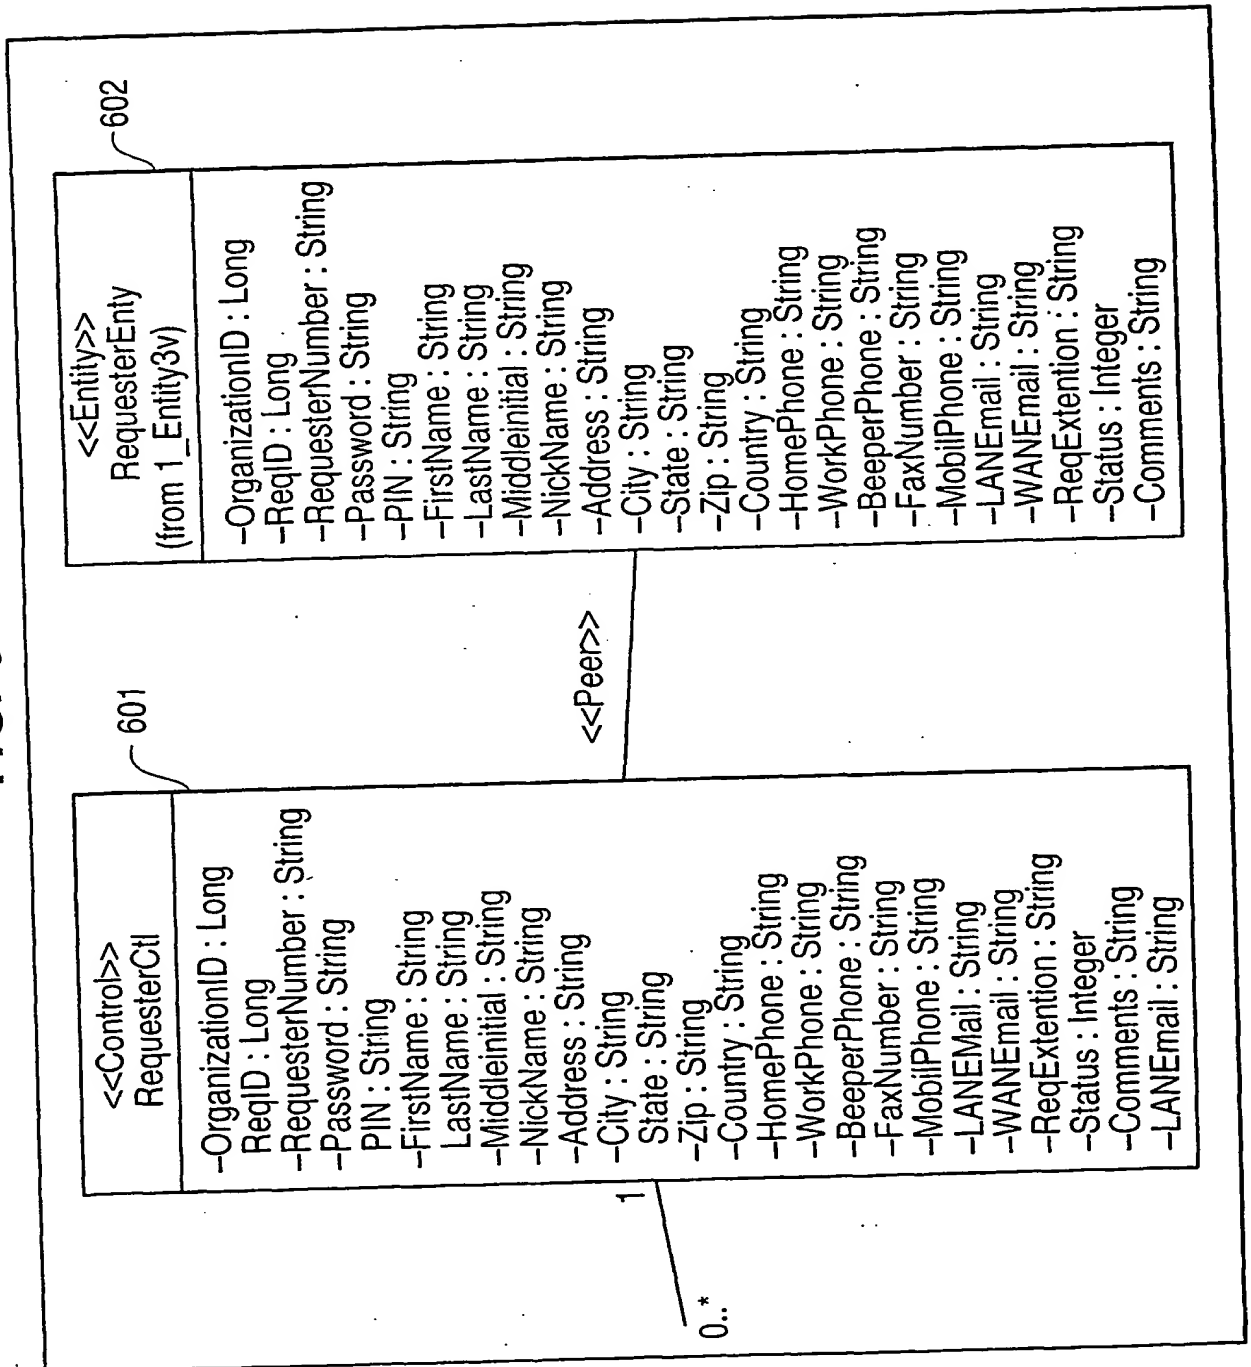 <<Control>>
RequesterCtl
601
–OrganizationID : Long
ReqID : Long
–RequesterNumber : String
–Password : String
PIN : String
–FirstName : String
LastName : String
–Middleinitial : String
–NickName : String
–Address : String
–City : String
State : String
–Zip : String
–Country : String
–HomePhone : String
–WorkPhone : String
–BeeperPhone : String
–FaxNumber : String
–MobilPhone : String
–LANEMail : String
–WANEmail : String
–ReqExtention : String
–Status : Integer
–Comments : String
–LANEmail : String
1
0..*
<<Peer>>
<<Entity>>
RequesterEnty
(from 1_Entity3v)
602
–OrganizationID : Long
–ReqID : Long
–RequesterNumber : String
–Password : String
–PIN : String
–FirstName : String
–LastName : String
–Middleinitial : String
–NickName : String
–Address : String
–City : String
–State : String
–Zip : String
–Country : String
–HomePhone : String
–WorkPhone : String
–BeeperPhone : String
–FaxNumber : String
–MobilPhone : String
–LANEmail : String
–WANEmail : String
–ReqExtention : String
–Status : Integer
–Comments : String